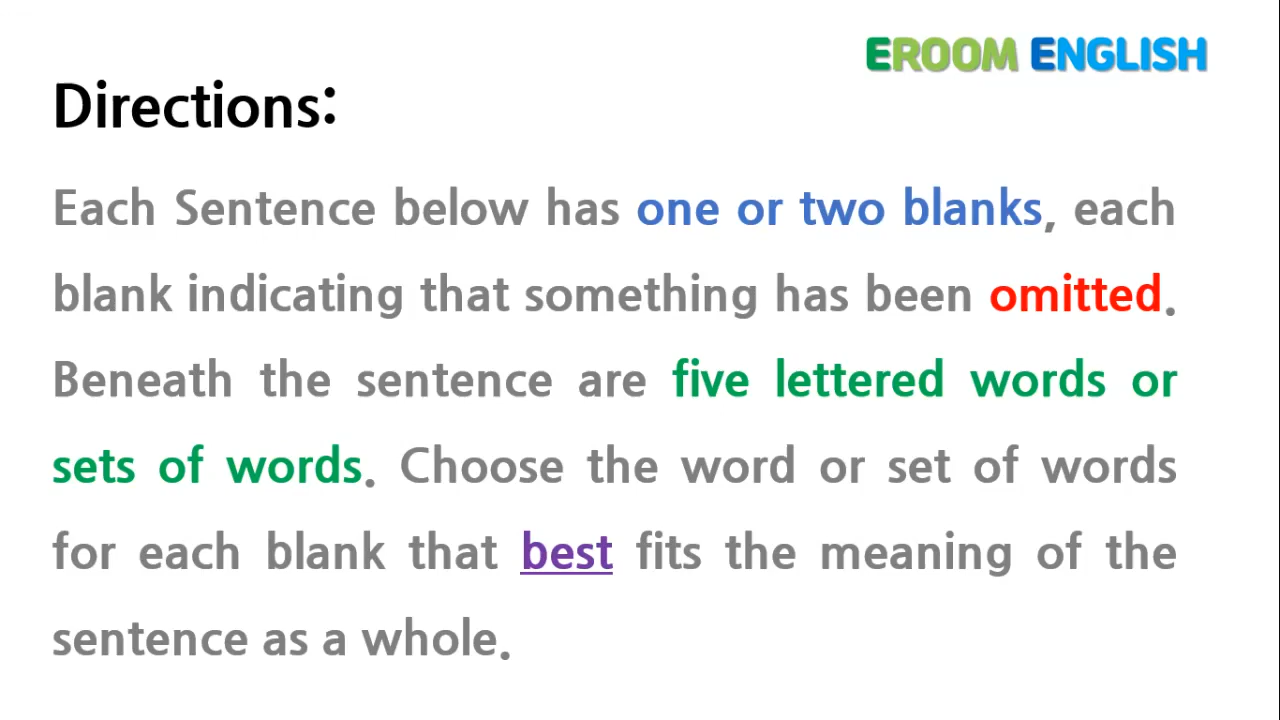 EROOM ENGLISH
Directions:
Each Sentence below has one or two blanks, each
blank indicating that something has been omitted.
Beneath the sentence are five lettered words or
sets of words. Choose the word or set of words
for each blank that best fits the meaning of the
sentence as a whole.